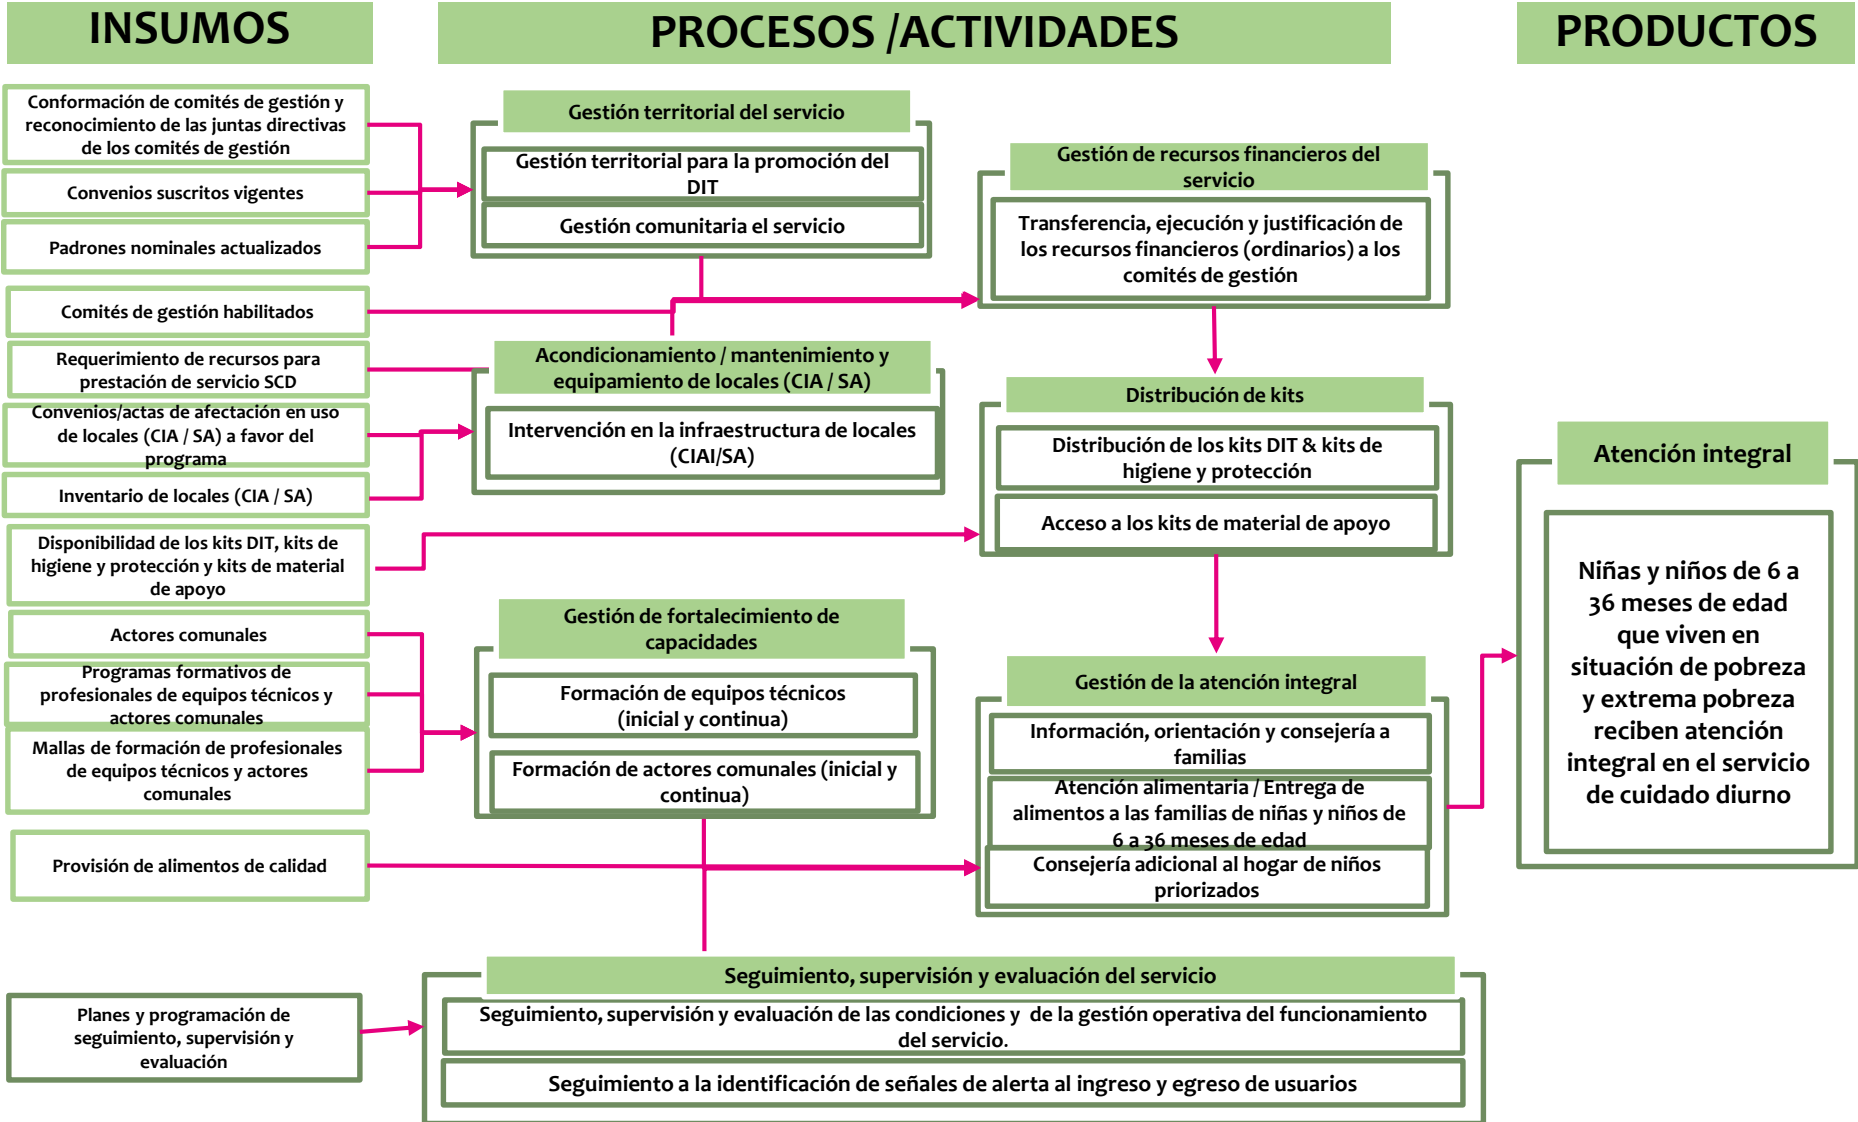 INSUMOS
PROCESOS /ACTIVIDADES
PRODUCTOS
Conformación de comités de gestión y
reconocimiento de las juntas directivas
de los comités de gestión
Convenios suscritos vigentes
Padrones nominales actualizados
Comités de gestión habilitados
Requerimiento de recursos para
prestación de servicio SCD
Convenios/actas de afectación en uso
de locales (CIA / SA) a favor del
programa
Inventario de locales (CIA / SA)
Disponibilidad de los kits DIT, kits de
higiene y protección y kits de material
de apoyo
Actores comunales
Programas formativos de
profesionales de equipos técnicos y
actores comunales
Mallas de formación de profesionales
de equipos técnicos y actores
comunales
Provisión de alimentos de calidad
Planes y programación de
seguimiento, supervisión y
evaluación
Gestión territorial del servicio
Gestión territorial para la promoción del
DIT
Gestión comunitaria el servicio
Acondicionamiento / mantenimiento y
equipamiento de locales (CIA / SA)
Intervención en la infraestructura de locales
(CIAI/SA)
Gestión de fortalecimiento de
capacidades
Formación de equipos técnicos
(inicial y continua)
Formación de actores comunales (inicial y
continua)
Gestión de recursos financieros del
servicio
Transferencia, ejecución y justificación de
los recursos financieros (ordinarios) a los
comités de gestión
Distribución de kits
Distribución de los kits DIT & kits de
higiene y protección
Acceso a los kits de material de apoyo
Gestión de la atención integral
Información, orientación y consejería a
familias
Atención alimentaria / Entrega de
alimentos a las familias de niñas y niños de
6 a 36 meses de edad
Consejería adicional al hogar de niños
priorizados
Seguimiento, supervisión y evaluación del servicio
Seguimiento, supervisión y evaluación de las condiciones y  de la gestión operativa del funcionamiento
del servicio.
Seguimiento a la identificación de señales de alerta al ingreso y egreso de usuarios
Atención integral
Niñas y niños de 6 a
36 meses de edad
que viven en
situación de pobreza
y extrema pobreza
reciben atención
integral en el servicio
de cuidado diurno